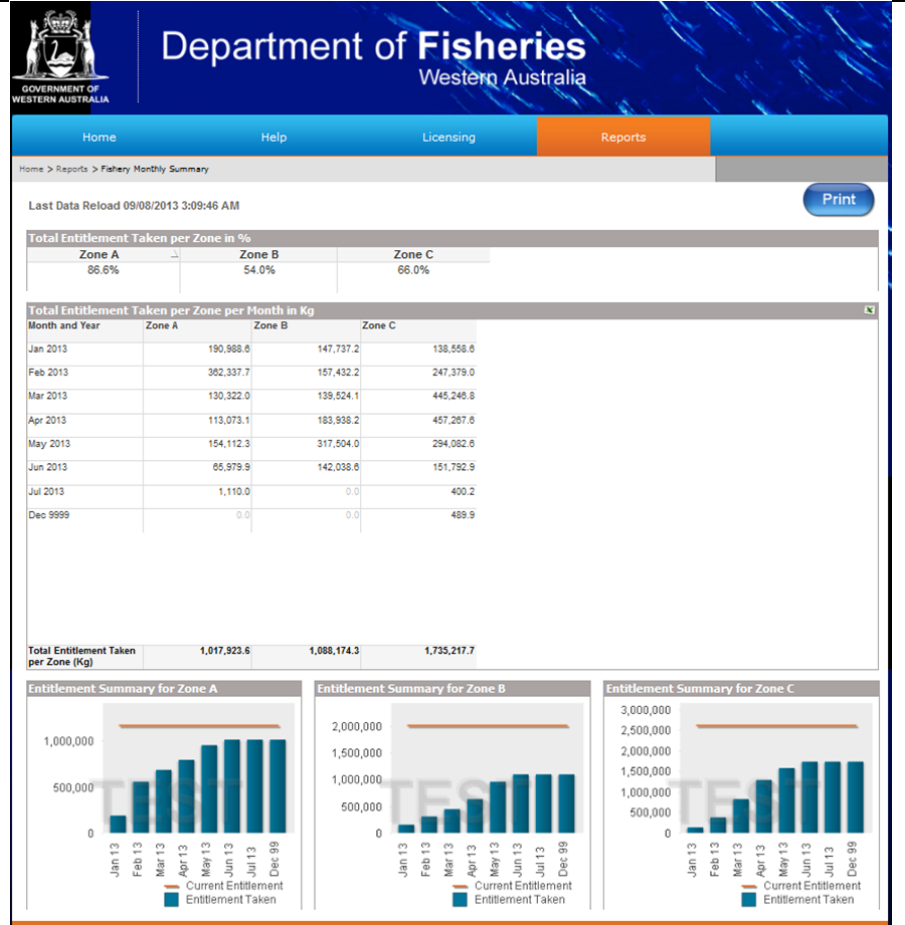 GOVERNMENT OF
WESTERN AUSTRALIA
Department of Fisheries
Western Australia
Home Help Licensing Reports
Home > Reports > Fishery Monthly Summary
Last Data Reload 09/08/2013 3:09:46 AM
Print
Total Entitlement Taken per Zone in %
Zone A Zone B Zone C
86.6% 54.0% 66.0%
Total Entitlement Taken per Zone per Month in Kg
Month and Year Zone A Zone B Zone C
Jan 2013 190,988.6 147,737.2 138,558.6
Feb 2013 362,337.7 157,432.2 247,379.0
Mar 2013 130,322.0 139,524.1 445,246.8
Apr 2013 113,073.1 183,938.2 457,267.6
May 2013 154,112.3 317,504.0 294,082.6
Jun 2013 65,979.9 142,038.6 151,792.9
Jul 2013 1,110.0 0.0 400.2
Dec 9999 0.0 0.0 489.9
Total Entitlement Taken 1,017,923.6 1,088,174.3 1,735,217.7
per Zone (Kg)
Entitlement Summary for Zone A
1,000,000
500,000
0
TEST
Jan 13 Feb 13 Mar 13 Apr 13 May 13 Jun 13 Jul 13 Dec 99
Current Entitlement
Entitlement Taken
Entitlement Summary for Zone B
2,000,000
1,500,000
1,000,000
500,000
0
TEST
Jan 13 Feb 13 Mar 13 Apr 13 May 13 Jun 13 Jul 13 Dec 99
Current Entitlement
Entitlement Taken
Entitlement Summary for Zone C
3,000,000
2,500,000
2,000,000
1,500,000
1,000,000
500,000
0
TEST
Jan 13 Feb 13 Mar 13 Apr 13 May 13 Jun 13 Jul 13 Dec 99
Current Entitlement
Entitlement Taken